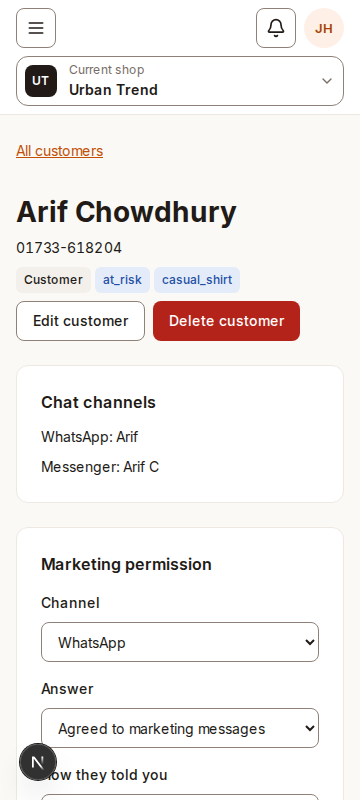 JH
UT
Current shop
Urban Trend
All customers
Arif Chowdhury
01733-618204
Customer at_risk casual_shirt
Edit customer Delete customer
Chat channels
WhatsApp: Arif
Messenger: Arif C
Marketing permission
Channel
WhatsApp
Answer
Agreed to marketing messages
N
ow they told you